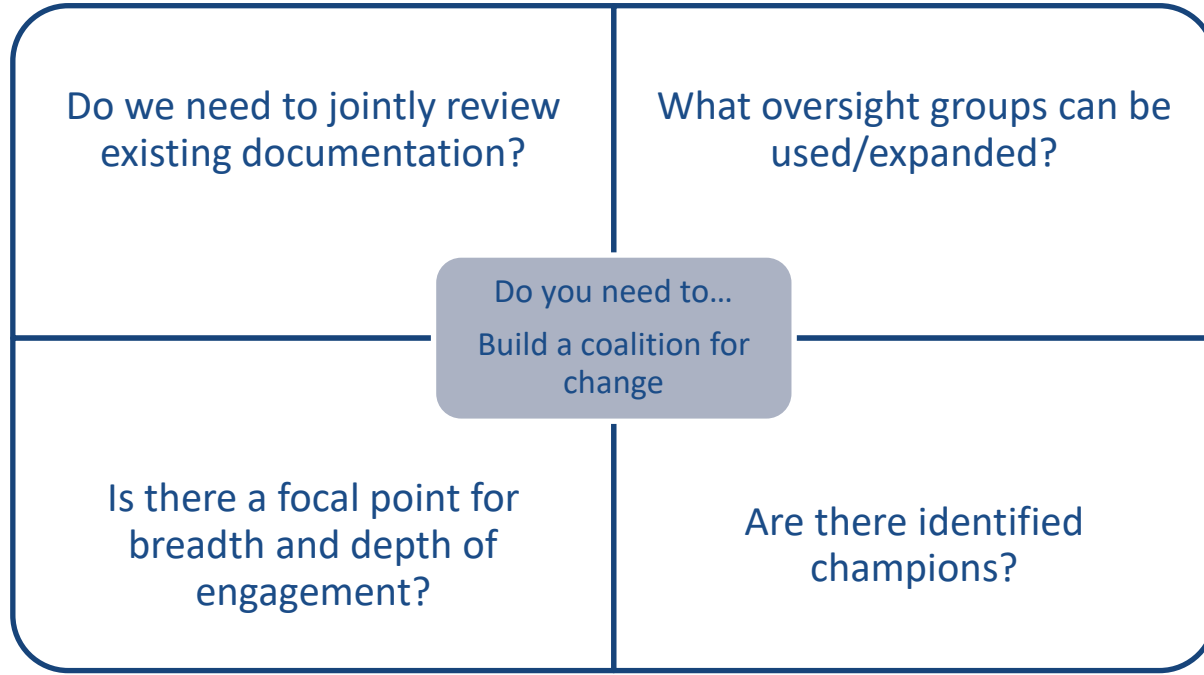 Do we need to jointly review
existing documentation?
What oversight groups can be
used/expanded?
Do you need to…
Build a coalition for
change
Is there a focal point for
breadth and depth of
engagement?
Are there identified
champions?